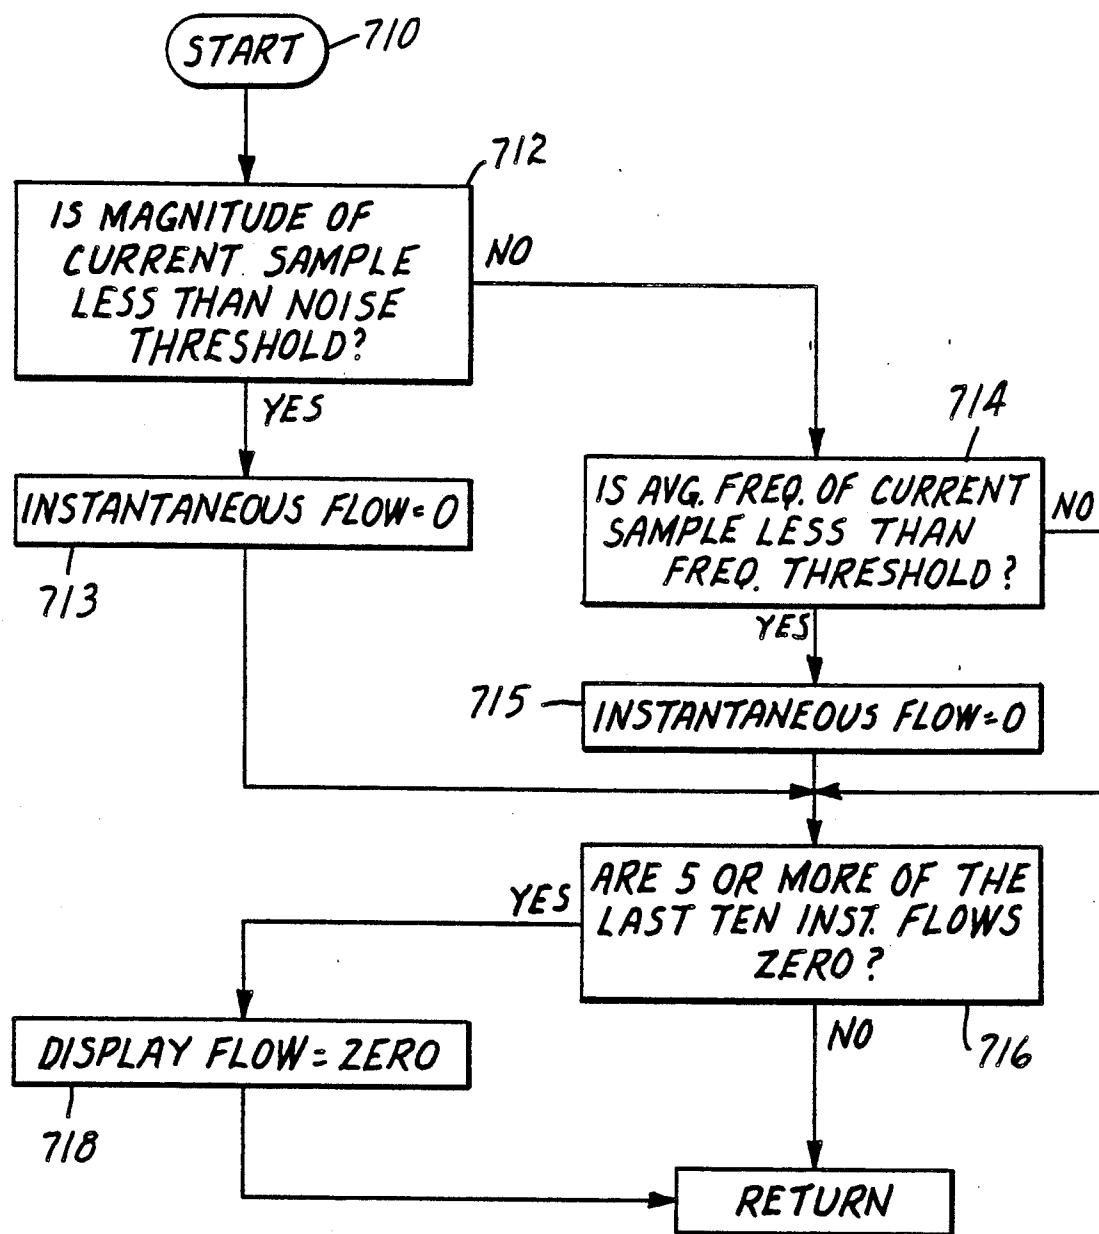 START
710
712
IS MAGNITUDE OF
CURRENT SAMPLE
LESS THAN NOISE
THRESHOLD?
NO
YES
INSTANTANEOUS FLOW=0
713
714
IS AVG. FREQ. OF CURRENT
SAMPLE LESS THAN
FREQ. THRESHOLD?
NO
YES
715
INSTANTANEOUS FLOW=0
ARE 5 OR MORE OF THE
LAST TEN INST. FLOWS
ZERO?
YES
NO
716
DISPLAY FLOW=ZERO
718
RETURN